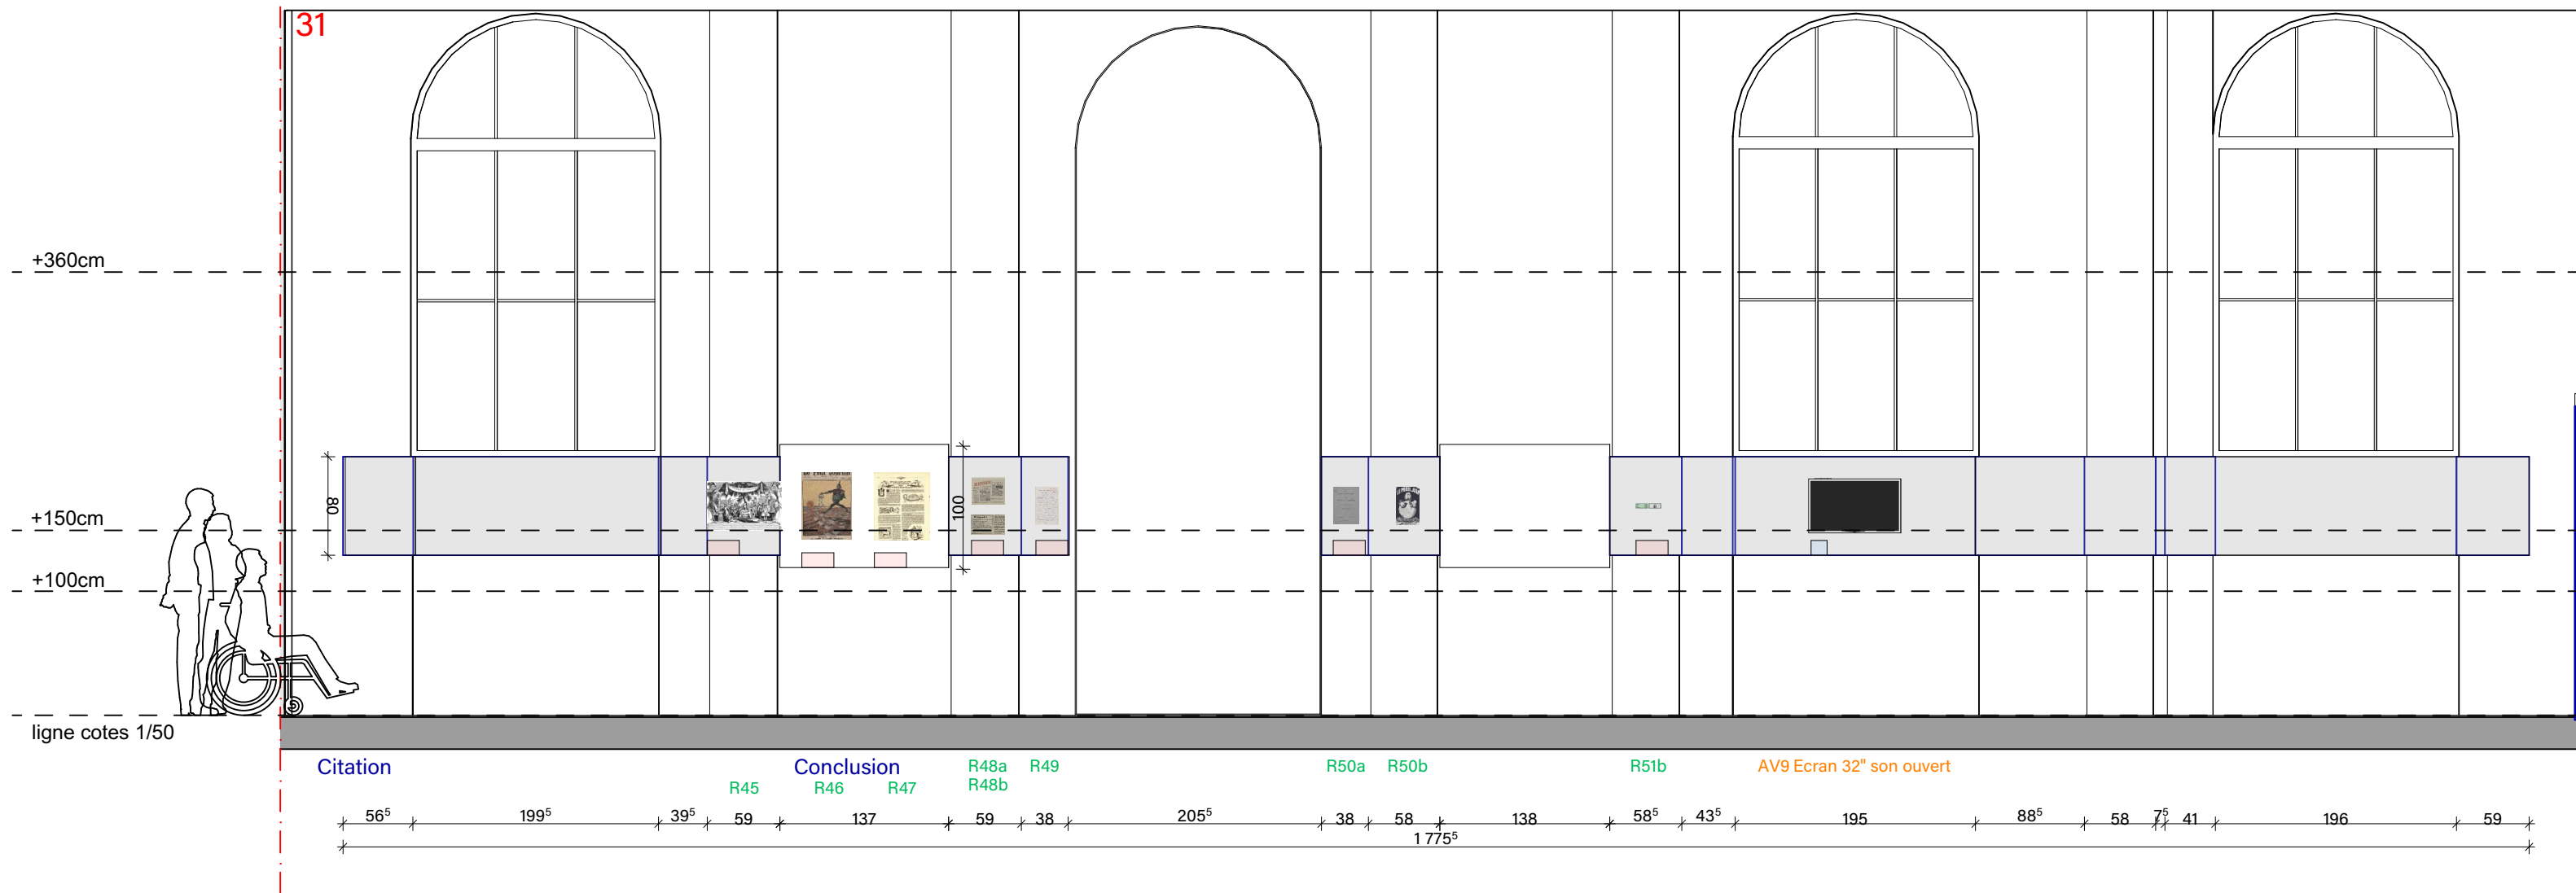 31
+360cm
+150cm
+100cm
ligne cotes 1/50
80
100
Citation
Conclusion
R48a
R49
R50a
R50b
R51b
AV9 Ecran 32" son ouvert
R45
R46
R47
R48b
56⁵ 199⁵ 39⁵ 59 137 59 38 205⁵ 38 58 138 58⁵ 43⁵ 195 88⁵ 58 7⁵ 41 196 59
1 775⁵